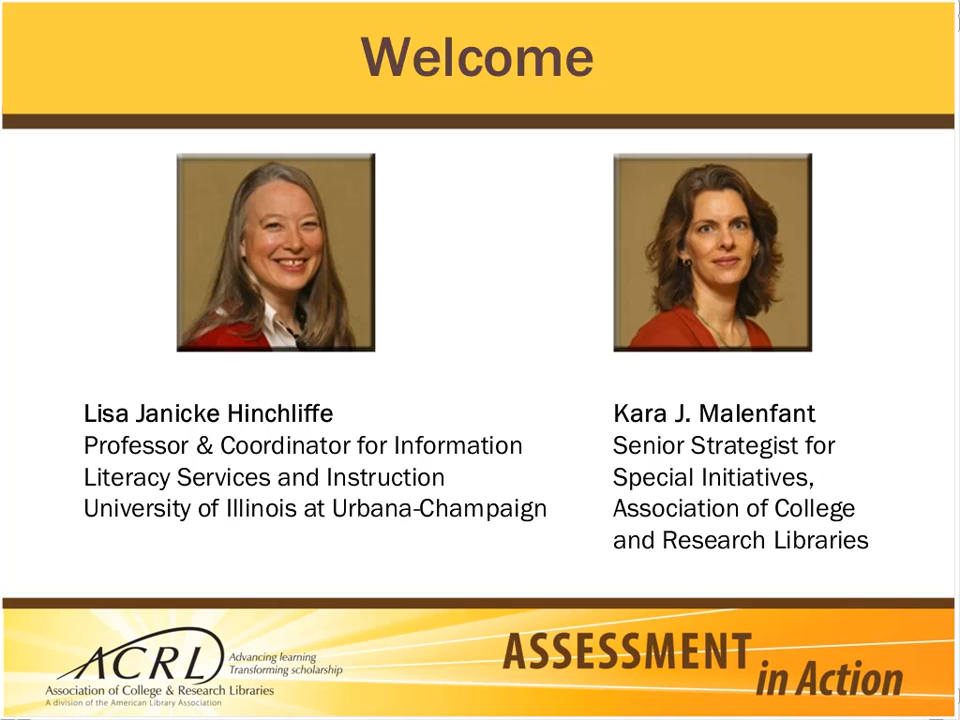 Welcome
Lisa Janicke Hinchliffe
Professor & Coordinator for Information
Literacy Services and Instruction
University of Illinois at Urbana-Champaign
Kara J. Malenfant
Senior Strategist for
Special Initiatives,
Association of College
and Research Libraries
ACRL
Advancing learning
Transforming scholarship
Association of College & Research Libraries
A division of the American Library Association
ASSESSMENT
in Action